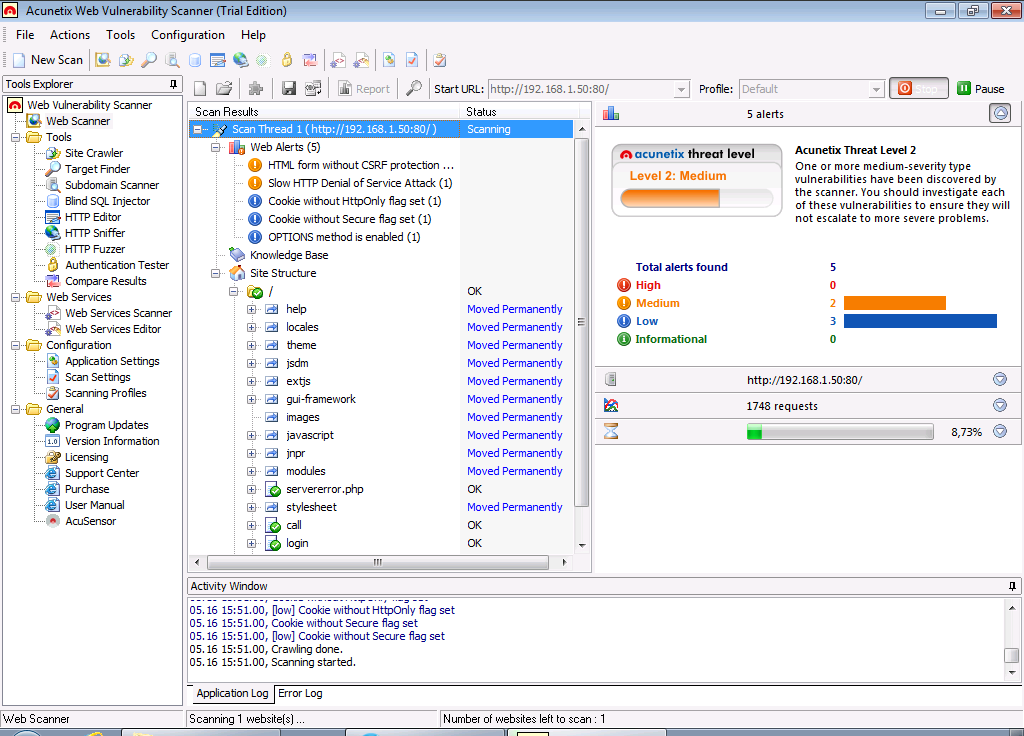 Acunetix Web Vulnerability Scanner (Trial Edition)
File Actions Tools Configuration Help
New Scan
Tools Explorer
Web Vulnerability Scanner
Web Scanner
Tools
Site Crawler
Target Finder
Subdomain Scanner
Blind SQL Injector
HTTP Editor
HTTP Sniffer
HTTP Fuzzer
Authentication Tester
Compare Results
Web Services
Web Services Scanner
Web Services Editor
Configuration
Application Settings
Scan Settings
Scanning Profiles
General
Program Updates
Version Information
Licensing
Support Center
Purchase
User Manual
AcuSensor
Report Start URL: http://192.168.1.50:80/ Profile: Default Stop Pause
Scan Results Status
Scan Thread 1 ( http://192.168.1.50:80/ ) Scanning
Web Alerts (5)
HTML form without CSRF protection ...
Slow HTTP Denial of Service Attack (1)
Cookie without HttpOnly flag set (1)
Cookie without Secure flag set (1)
OPTIONS method is enabled (1)
Knowledge Base
Site Structure
/ OK
help Moved Permanently
locales Moved Permanently
theme Moved Permanently
jsdm Moved Permanently
extjs Moved Permanently
gui-framework Moved Permanently
images Moved Permanently
javascript Moved Permanently
jnpr Moved Permanently
modules Moved Permanently
servererror.php OK
stylesheet Moved Permanently
call OK
login OK
5 alerts
acunetix threat level
Level 2: Medium
Acunetix Threat Level 2
One or more medium-severity type
vulnerabilities have been discovered by
the scanner. You should investigate each
of these vulnerabilities to ensure they will
not escalate to more severe problems.
Total alerts found 5
High 0
Medium 2
Low 3
Informational 0
http://192.168.1.50:80/
1748 requests
8,73%
Activity Window
05.16 15:51.00, [low] Cookie without HttpOnly flag set
05.16 15:51.00, Cookie without Secure flag set
05.16 15:51.00, [low] Cookie without Secure flag set
05.16 15:51.00, Crawling done.
05.16 15:51.00, Scanning started.
Application Log Error Log
Web Scanner Scanning 1 website(s) ... Number of websites left to scan : 1